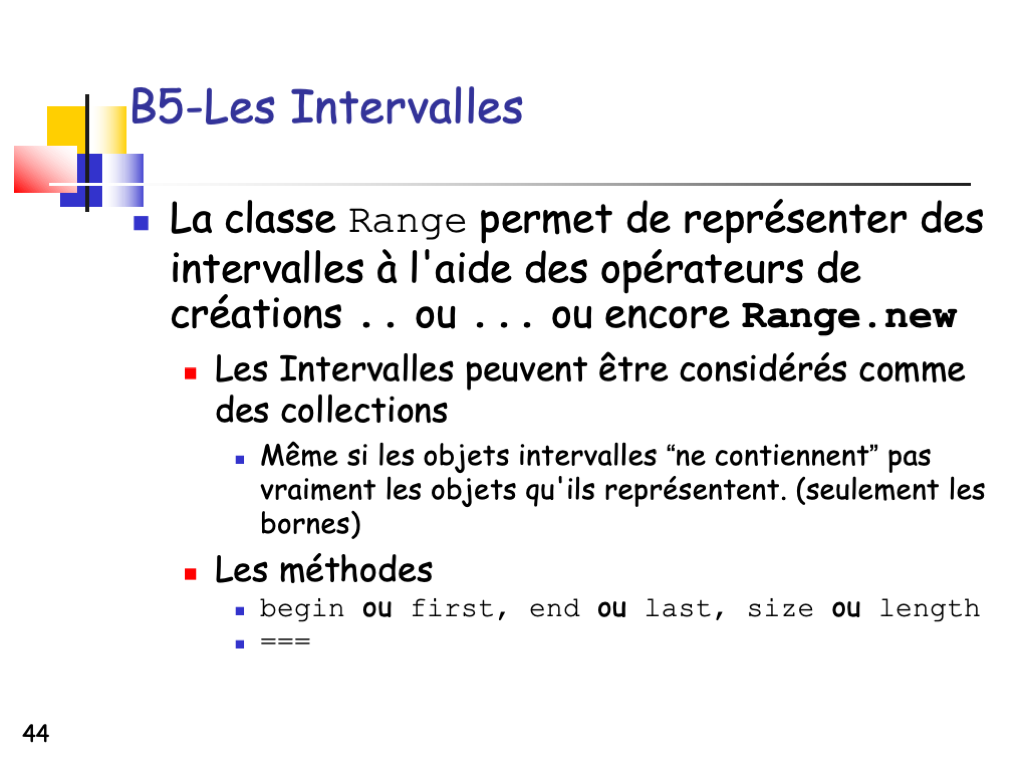 B5-Les Intervalles
La classe Range permet de représenter des
intervalles à l'aide des opérateurs de
créations .. ou ... ou encore Range.new
Les Intervalles peuvent être considérés comme
des collections
Même si les objets intervalles “ne contiennent” pas
vraiment les objets qu'ils représentent. (seulement les
bornes)
Les méthodes
begin ou first, end ou last, size ou length
===
44